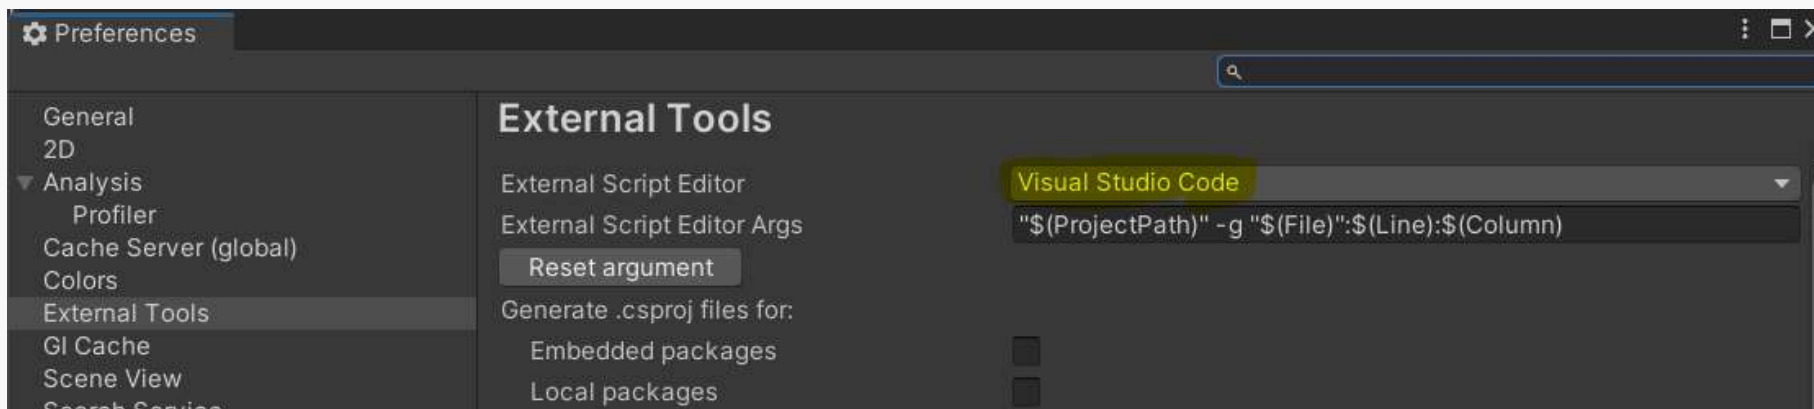 Preferences
General
2D
Analysis
Profiler
Cache Server (global)
Colors
External Tools
GI Cache
Scene View
Search Service
External Tools
External Script Editor
Visual Studio Code
External Script Editor Args
"$(ProjectPath)" -g "$(File)":$(Line):$(Column)
Reset argument
Generate .csproj files for:
Embedded packages
Local packages